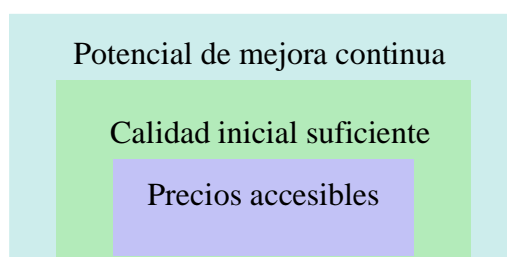 Potencial de mejora continua
Calidad inicial suficiente
Precios accesibles